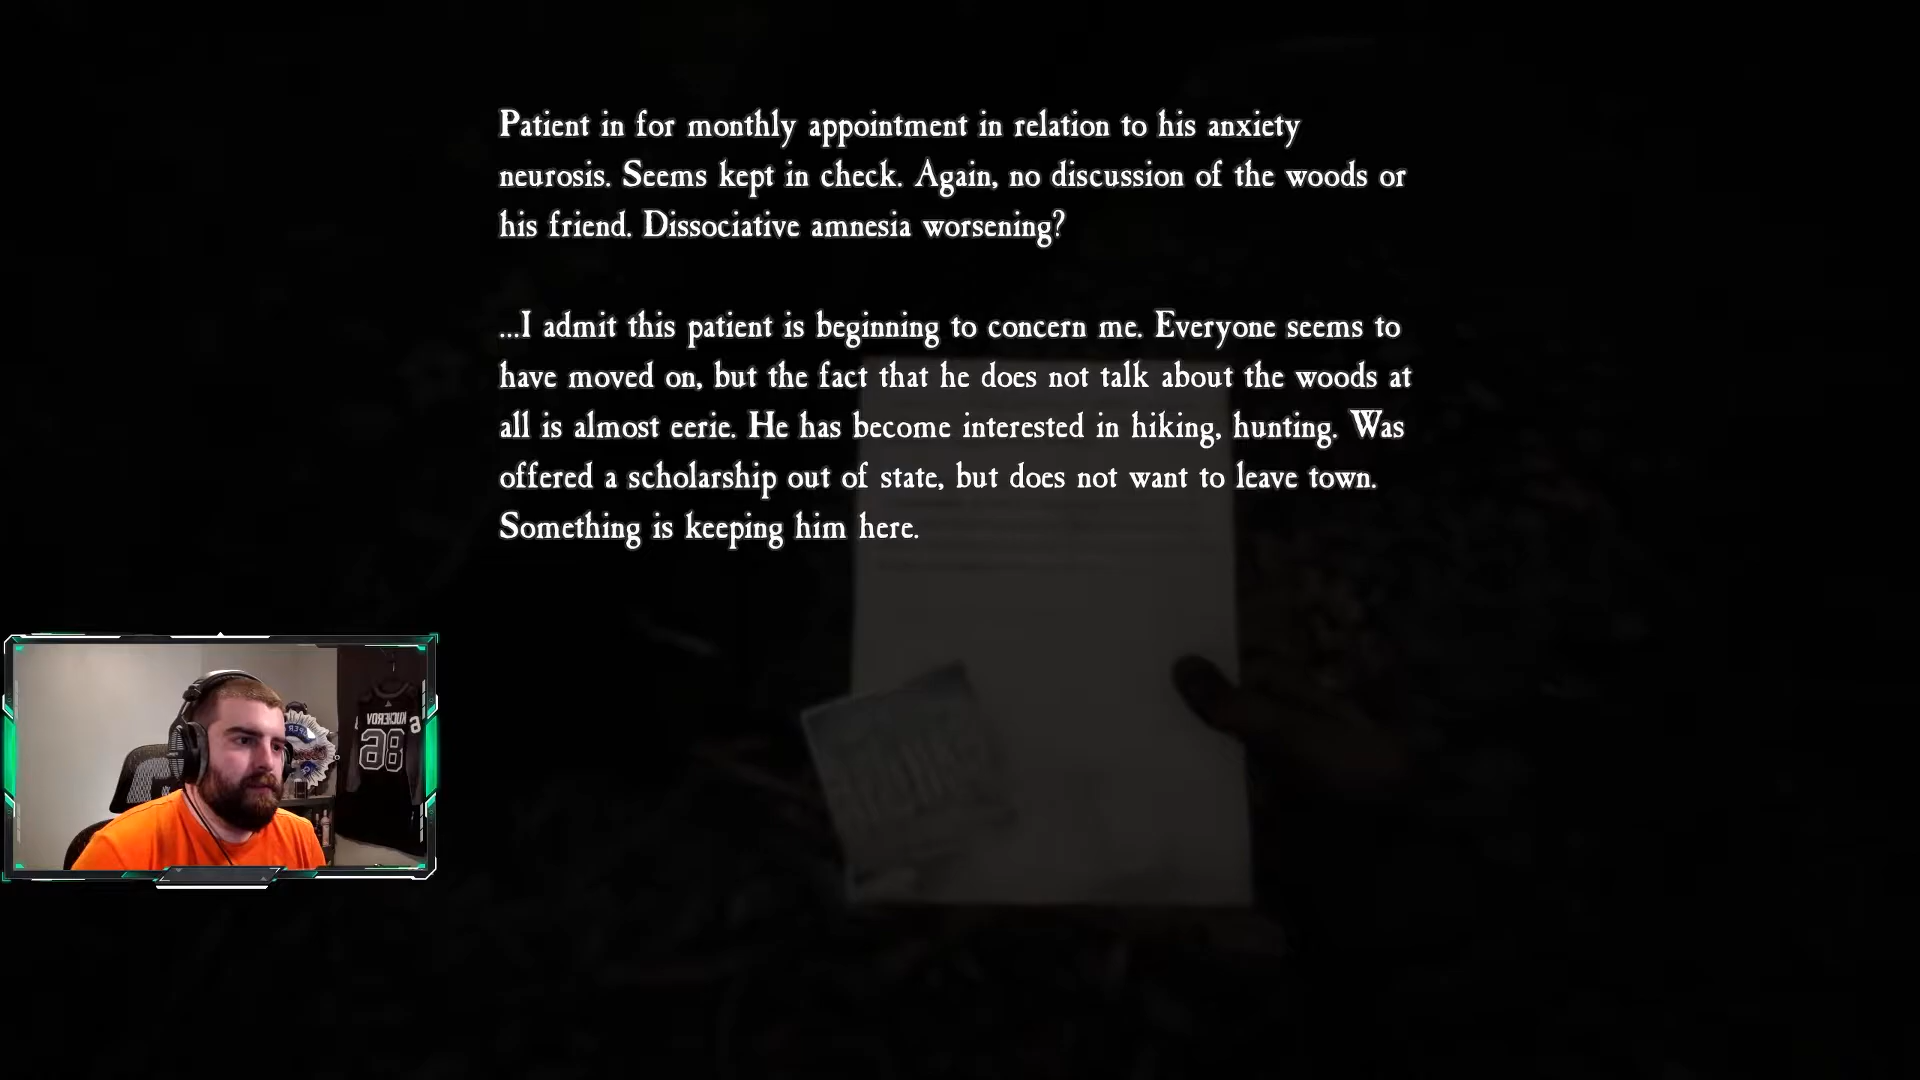 Patient in for monthly appointment in relation to his anxiety
neurosis. Seems kept in check. Again, no discussion of the woods or
his friend. Dissociative amnesia worsening?
...I admit this patient is beginning to concern me. Everyone seems to
have moved on, but the fact that he does not talk about the woods at
all is almost eerie. He has become interested in hiking, hunting. Was
offered a scholarship out of state, but does not want to leave town.
Something is keeping him here.
KUCHEROV
86